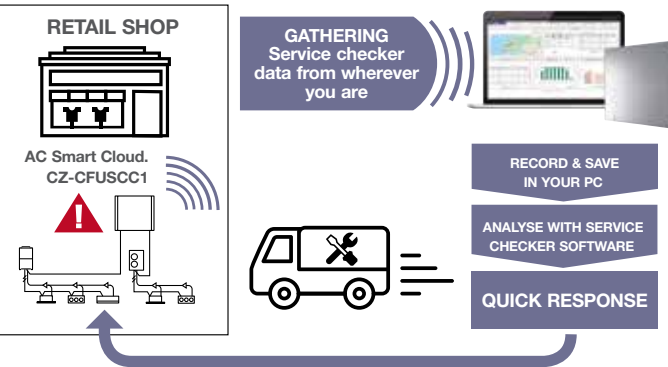 RETAIL SHOP
AC Smart Cloud.
CZ-CFUSCC1
GATHERING
Service checker
data from wherever
you are
RECORD & SAVE
IN YOUR PC
ANALYSE WITH SERVICE
CHECKER SOFTWARE
QUICK RESPONSE